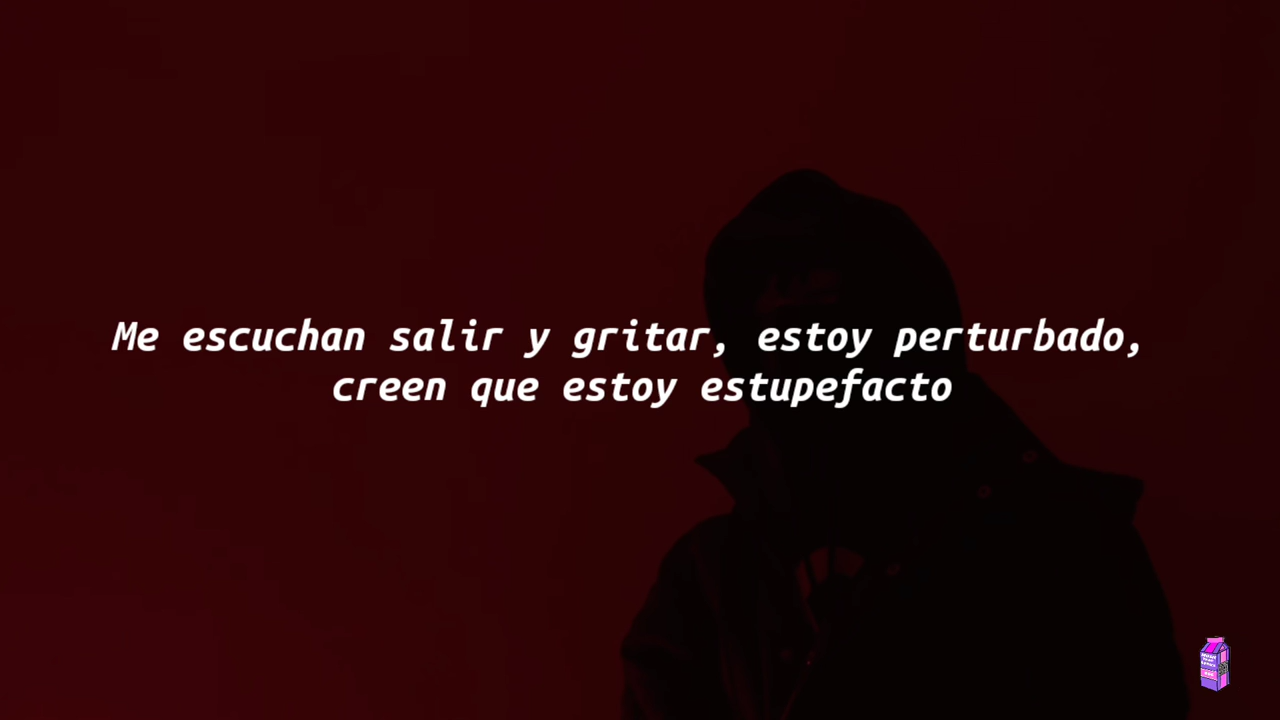 Me escuchan salir y gritar, estoy perturbado,
creen que estoy estupefacto